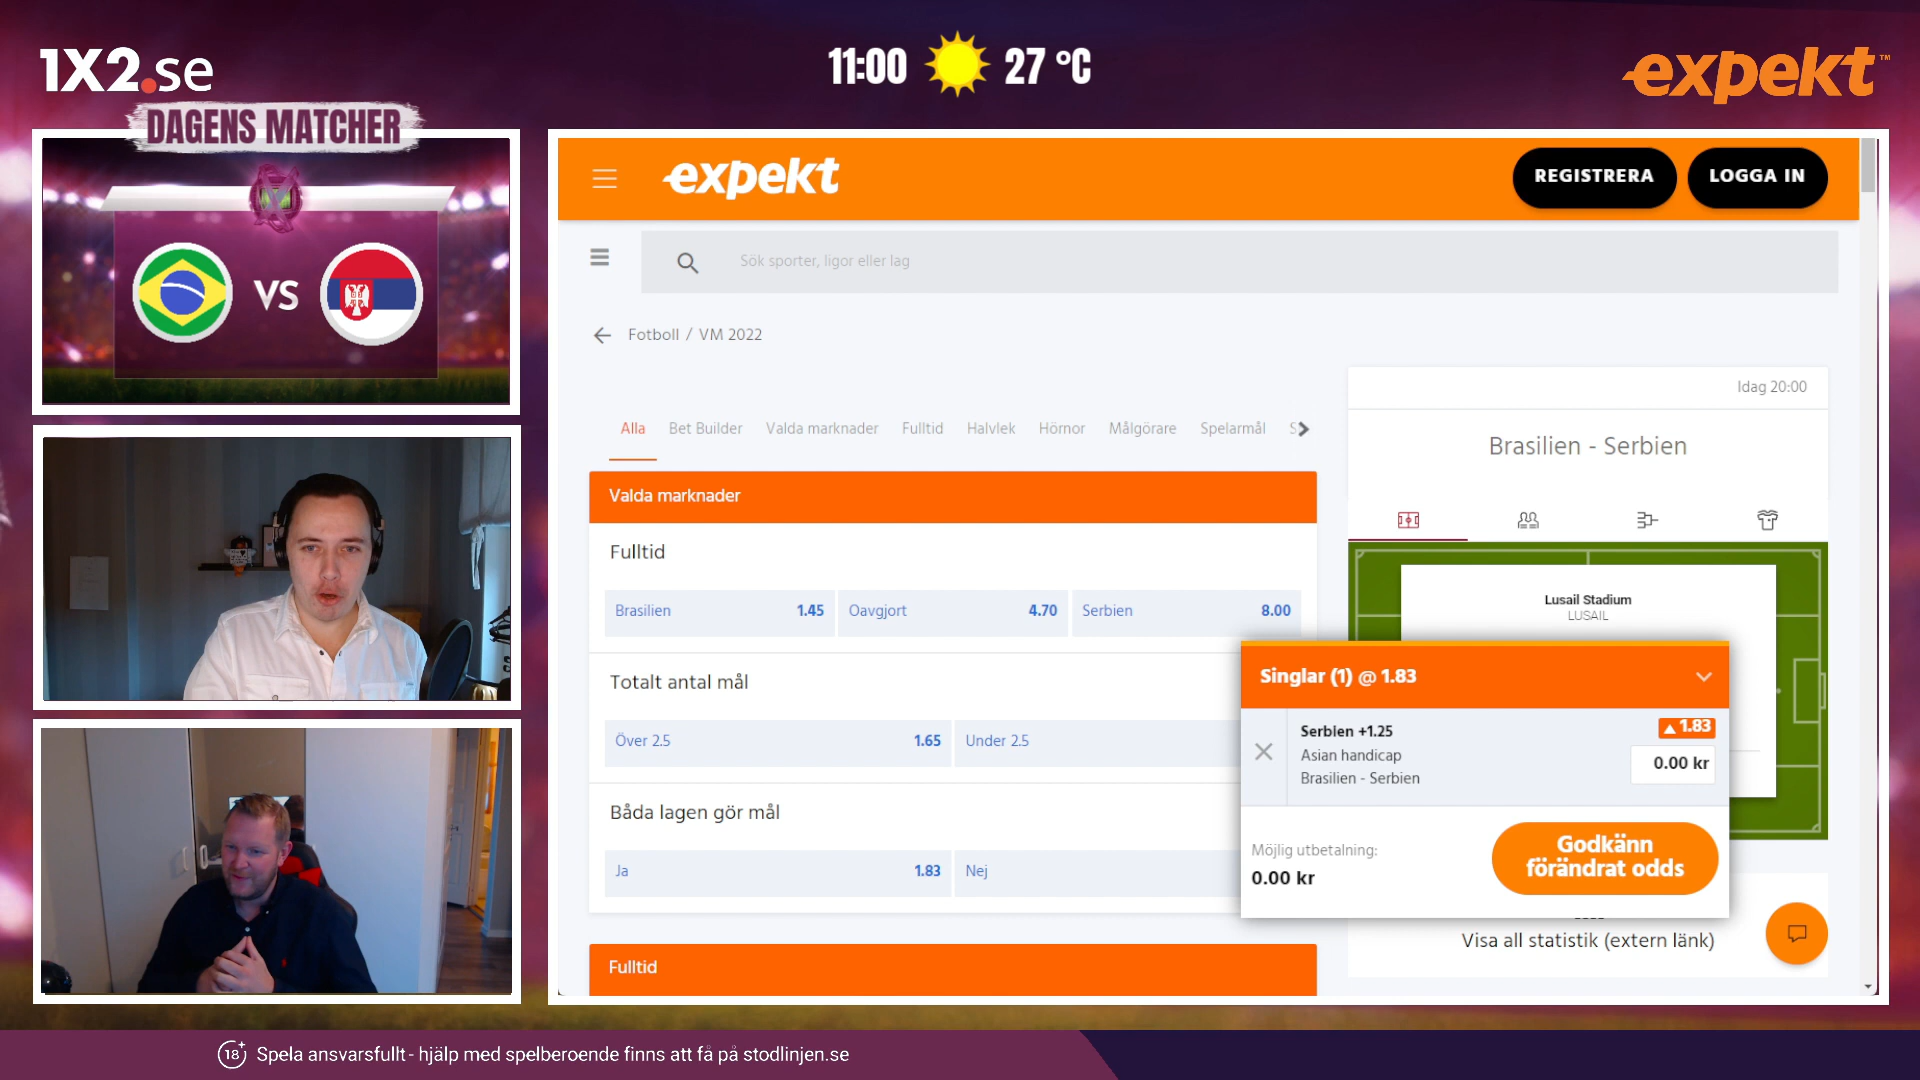 1X2.se
DAGENS MATCHER
11:00
27 °C
expekt™
VS
expekt
REGISTRERA
LOGGA IN
Sök sporter, ligor eller lag
Fotboll / VM 2022
Alla
Bet Builder
Valda marknader
Fulltid
Halvlek
Hörnor
Målgörare
Spelarmål
Valda marknader
Fulltid
Brasilien 1.45
Oavgjort 4.70
Serbien 8.00
Totalt antal mål
Över 2.5 1.65
Under 2.5
Båda lagen gör mål
Ja 1.83
Nej
Fulltid
Idag 20:00
Brasilien - Serbien
Lusail Stadium
LUSAIL
Singlar (1) @ 1.83
Serbien +1.25
1.83
Asian handicap
0.00 kr
Brasilien - Serbien
Möjlig utbetalning:
0.00 kr
Godkänn
förändrat odds
Visa all statistik (extern länk)
18+ Spela ansvarsfullt - hjälp med spelberoende finns att få på stodlinjen.se